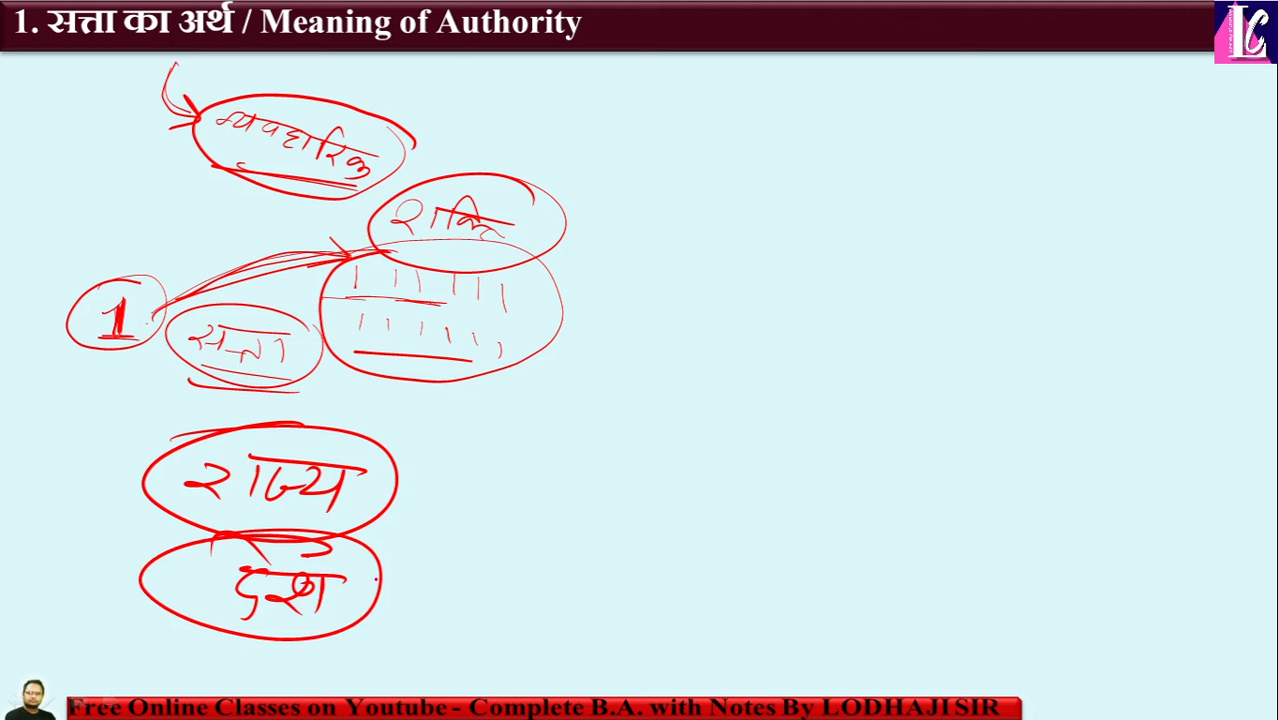 1. सत्ता का अर्थ / Meaning of Authority
LC
व्यवहारिक
शक्ति
1
सत्ता
राज्य
देश
Free Online Classes on Youtube - Complete B.A. with Notes By LODHAJI SIR